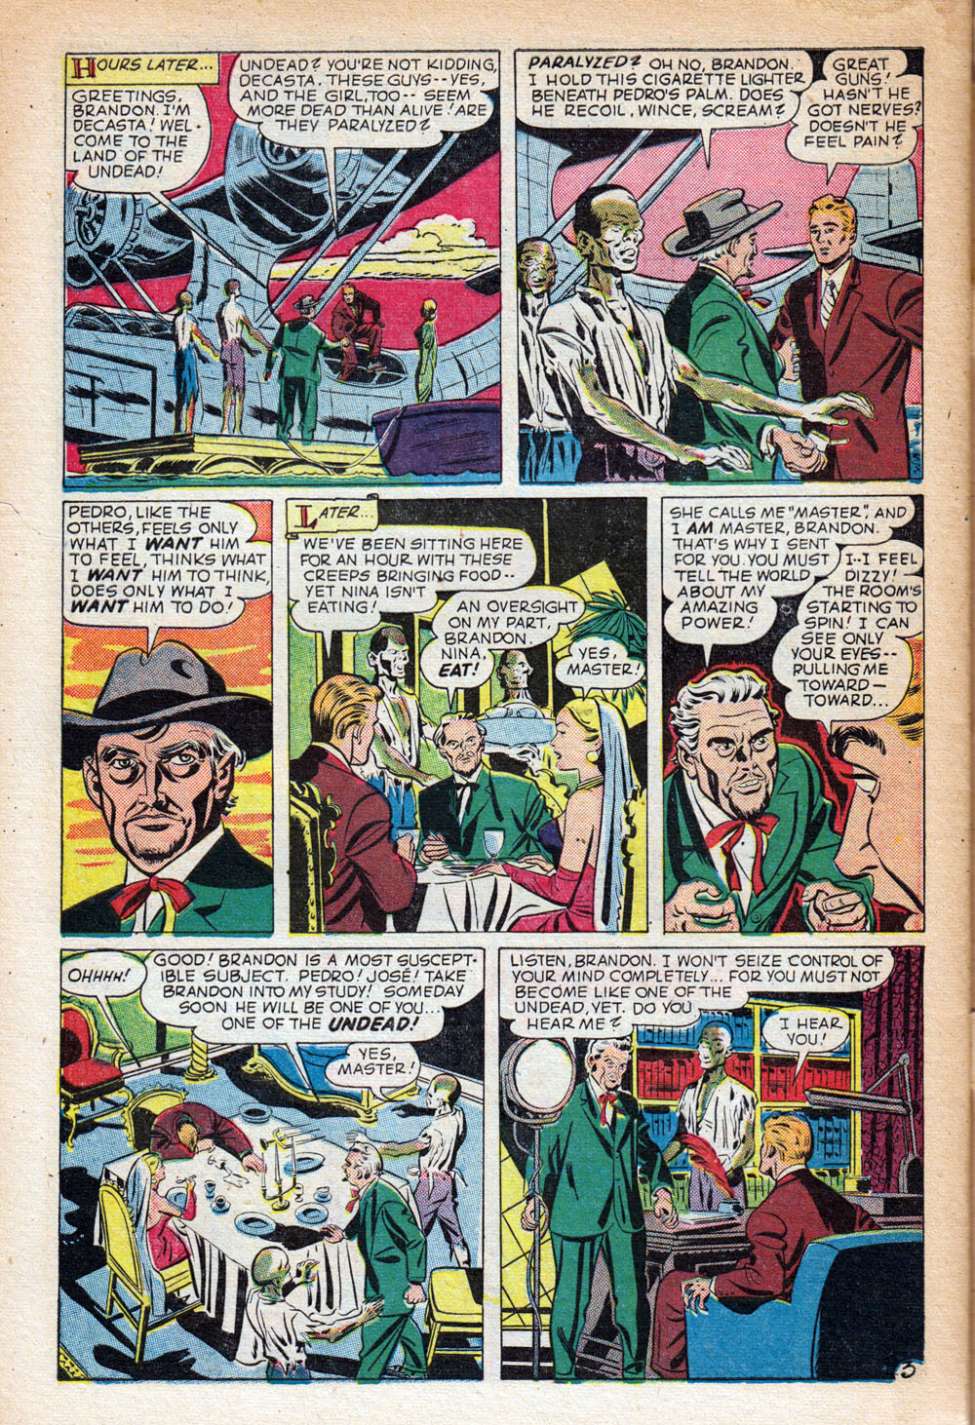 HOURS LATER...
GREETINGS,
BRANDON. I'M
DECASTA! WEL-
COME TO THE
LAND OF THE
UNDEAD!
UNDEAD? YOU'RE NOT KIDDING,
DECASTA. THESE GUYS--YES,
AND THE GIRL, TOO-- SEEM
MORE DEAD THAN ALIVE! ARE
THEY PARALYZED?
PARALYZED? OH NO, BRANDON.
I HOLD THIS CIGARETTE LIGHTER
BENEATH PEDRO'S PALM. DOES
HE RECOIL, WINCE, SCREAM?
GREAT
GUNS!
HASN'T HE
GOT NERVES?
DOESN'T HE
FEEL PAIN?
PEDRO, LIKE THE
OTHERS, FEELS ONLY
WHAT I WANT HIM
TO FEEL, THINKS WHAT
I WANT HIM TO THINK,
DOES ONLY WHAT I
WANT HIM TO DO!
LATER...
WE'VE BEEN SITTING HERE
FOR AN HOUR WITH THESE
CREEPS BRINGING FOOD--
YET NINA ISN'T
EATING!
AN OVERSIGHT
ON MY PART,
BRANDON.
NINA,
EAT!
YES,
MASTER!
SHE CALLS ME "MASTER", AND
I AM MASTER, BRANDON.
THAT'S WHY I SENT
FOR YOU. YOU MUST
TELL THE WORLD
ABOUT MY
AMAZING
POWER!
I--I FEEL
DIZZY!
THE ROOM'S
STARTING TO
SPIN! I CAN
SEE ONLY
YOUR EYES--
PULLING ME
TOWARD—
TOWARD...
OHHHH!
GOOD! BRANDON IS A MOST SUSCEPT-
IBLE SUBJECT. PEDRO! JOSÉ! TAKE
BRANDON INTO MY STUDY! SOMEDAY
SOON HE WILL BE ONE OF YOU...
ONE OF THE UNDEAD!
YES,
MASTER!
LISTEN, BRANDON. I WON'T SEIZE CONTROL OF
YOUR MIND COMPLETELY... FOR YOU MUST NOT
BECOME LIKE ONE OF THE
UNDEAD, YET. DO YOU
HEAR ME?
I HEAR
YOU!
3